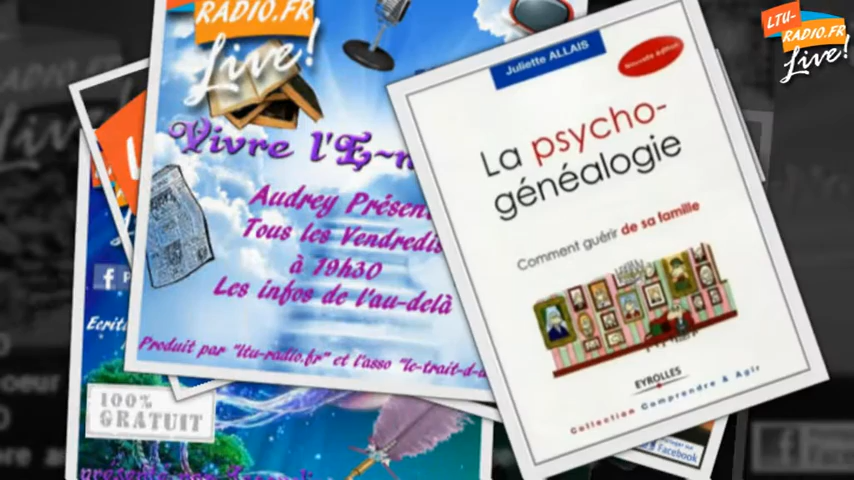 RADIO.FR
Live!
Vivre l'E-m
Audrey Présent
Tous les Vendredis
à 19h30
Les infos de l'au-delà
Produit par "ltu-radio.fr" et l'asso "le-trait-d-u
100%
GRATUIT
Juliette ALLAIS
Nouvelle édition
La psycho-
généalogie
Comment guérir de sa famille
EYROLLES
Collection Comprendre & Agir
Facebook
LTU-
RADIO.FR
Live!